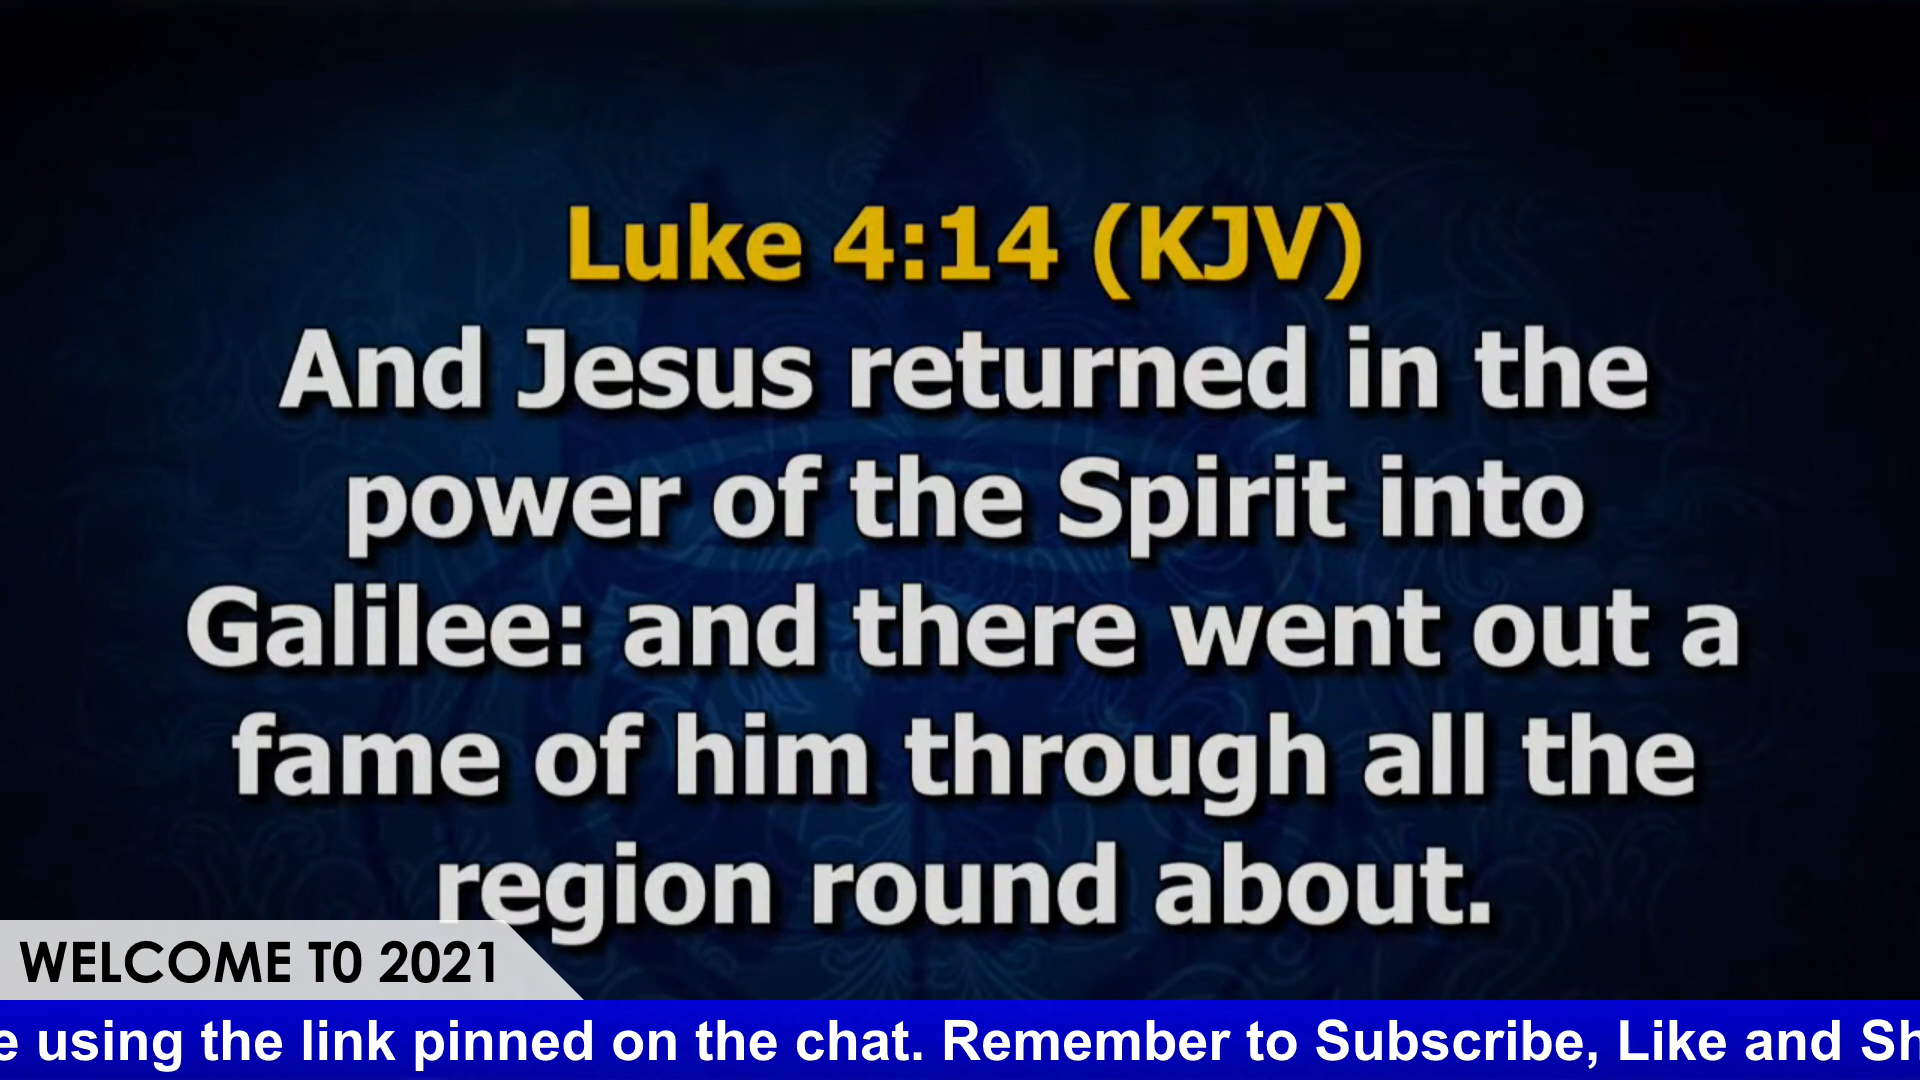 Luke 4:14 (KJV)
And Jesus returned in the
power of the Spirit into
Galilee: and there went out a
fame of him through all the
region round about.
WELCOME T0 2021
e using the link pinned on the chat. Remember to Subscribe, Like and Sh